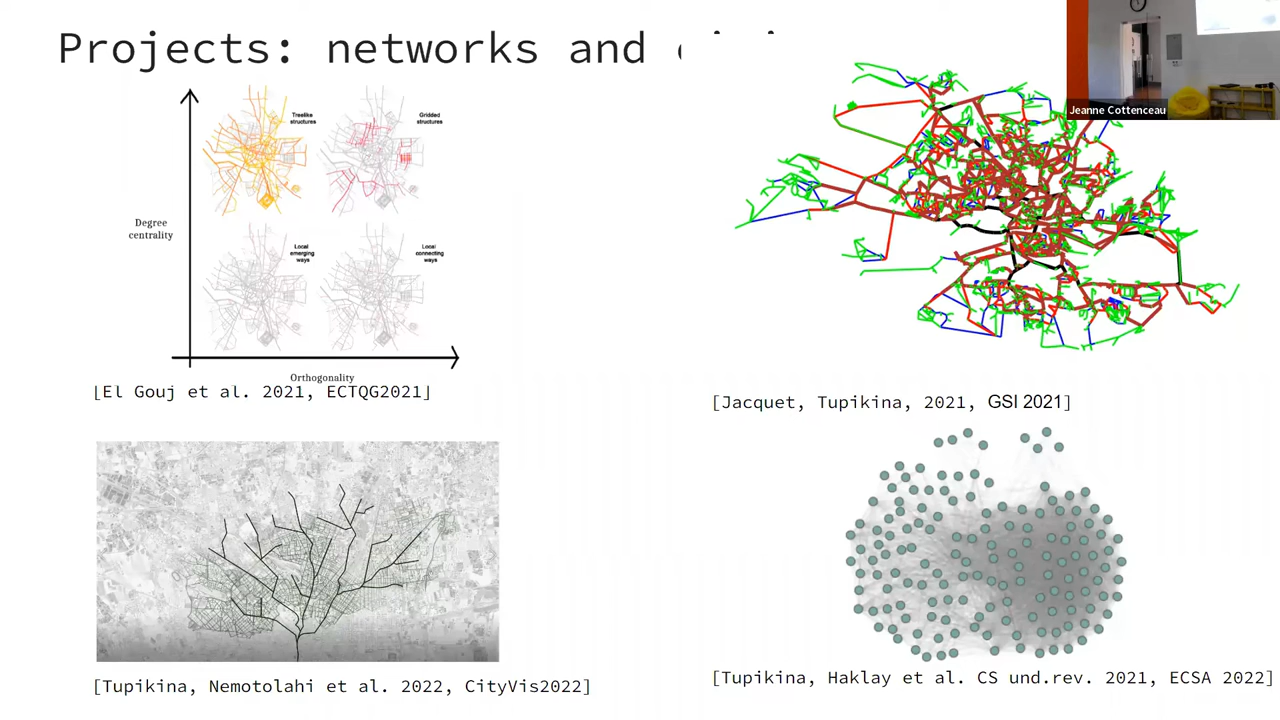 Projects: networks and
Jeanne Cottenceau
Treelike
structures
Gridded
structures
Degree
centrality
Local
emerging
ways
Local
connecting
ways
Orthogonality
[El Gouj et al. 2021, ECTQG2021]
[Jacquet, Tupikina, 2021, GSI 2021]
[Tupikina, Nemotolahi et al. 2022, CityVis2022]
[Tupikina, Haklay et al. CS und.rev. 2021, ECSA 2022]